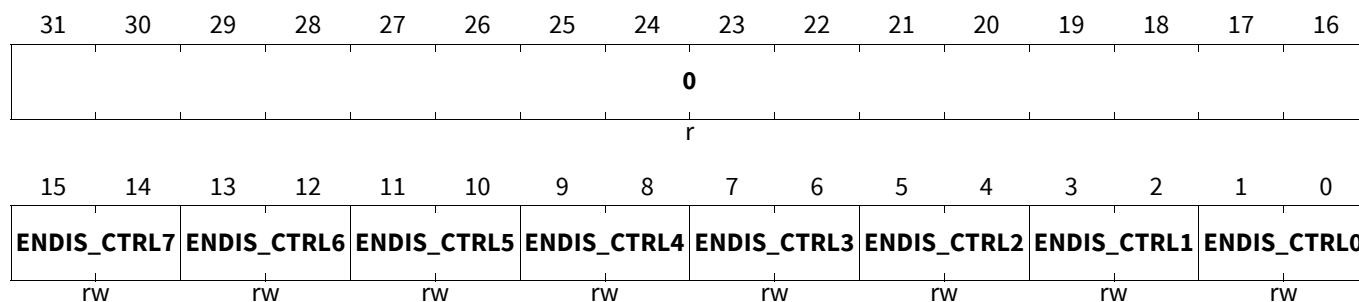 31 30 29 28 27 26 25 24 23 22 21 20 19 18 17 16
0
r
15 14 13 12 11 10 9 8 7 6 5 4 3 2 1 0
ENDIS_CTRL7 ENDIS_CTRL6 ENDIS_CTRL5 ENDIS_CTRL4 ENDIS_CTRL3 ENDIS_CTRL2 ENDIS_CTRL1 ENDIS_CTRL0
rw rw rw rw rw rw rw rw